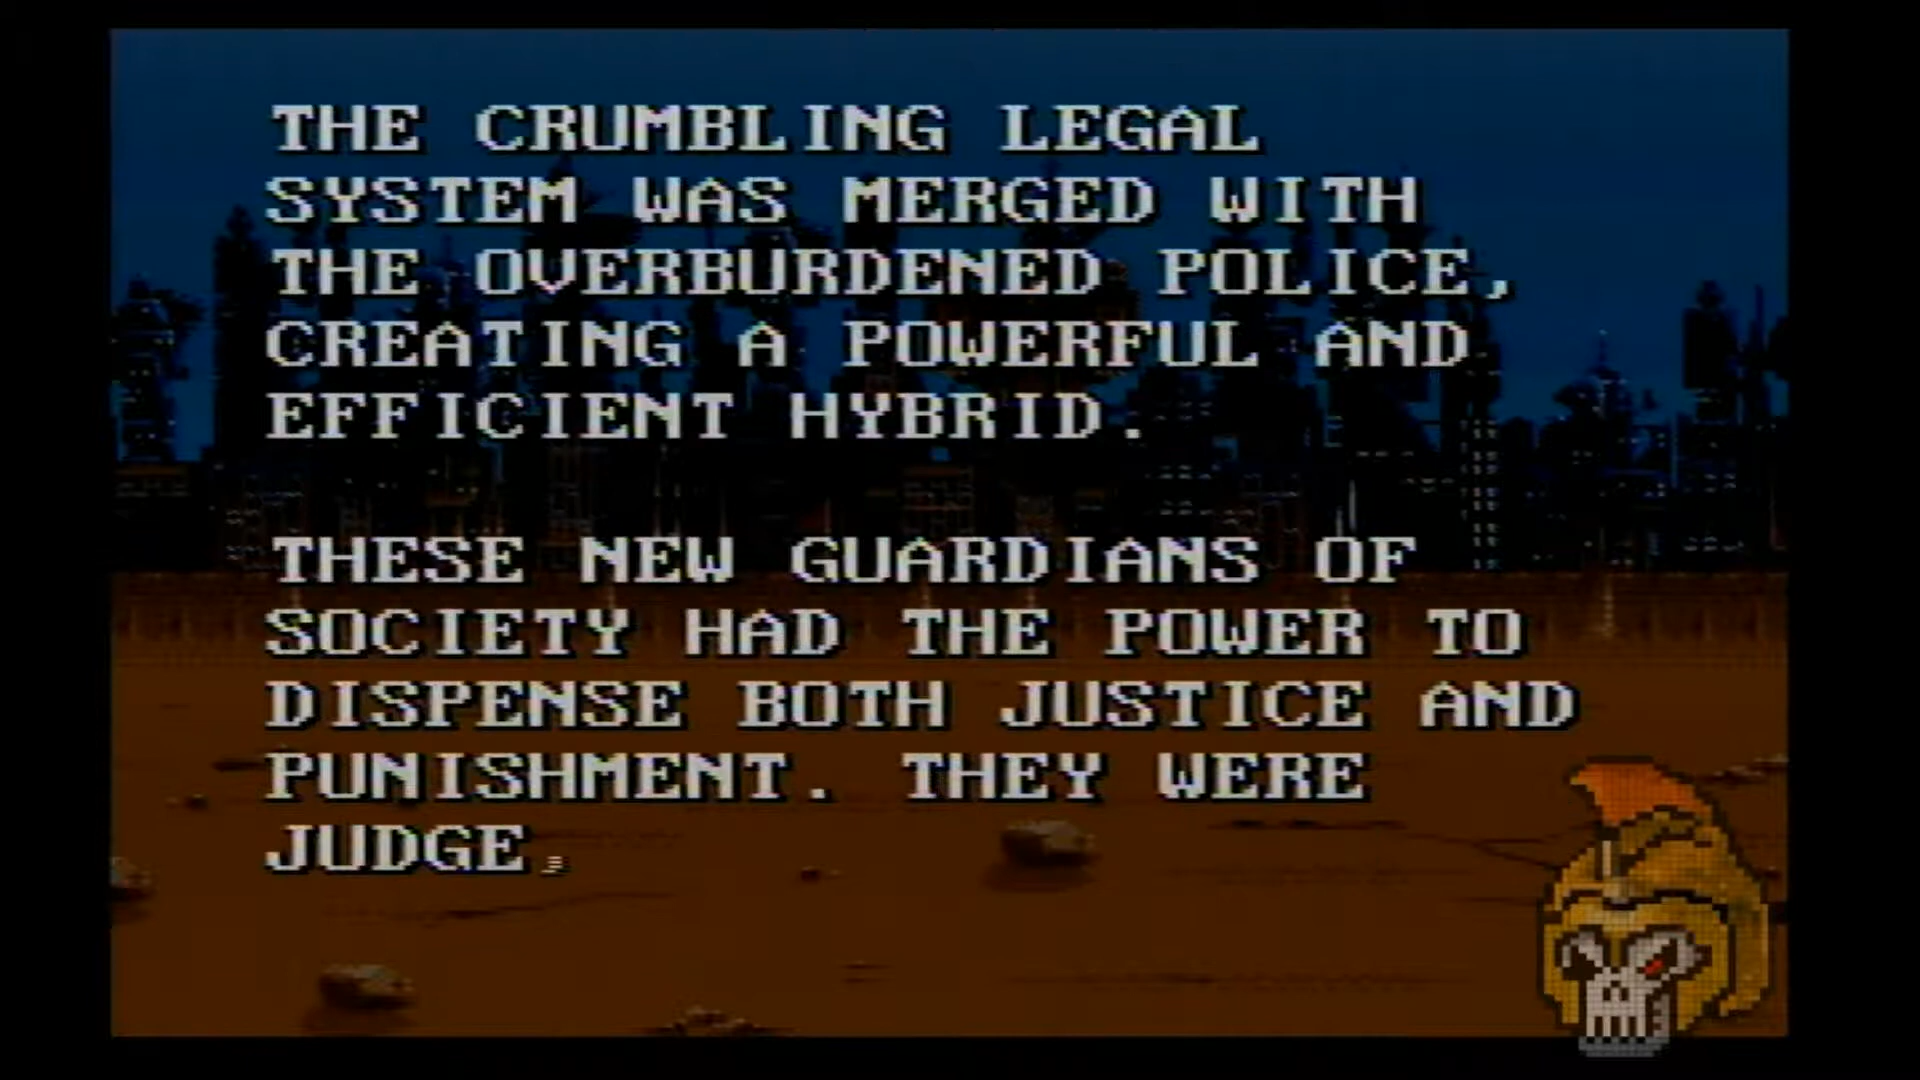 THE CRUMBLING LEGAL
SYSTEM WAS MERGED WITH
THE OVERBURDENED POLICE,
CREATING A POWERFUL AND
EFFICIENT HYBRID.
THESE NEW GUARDIANS OF
SOCIETY HAD THE POWER TO
DISPENSE BOTH JUSTICE AND
PUNISHMENT. THEY WERE
JUDGE,